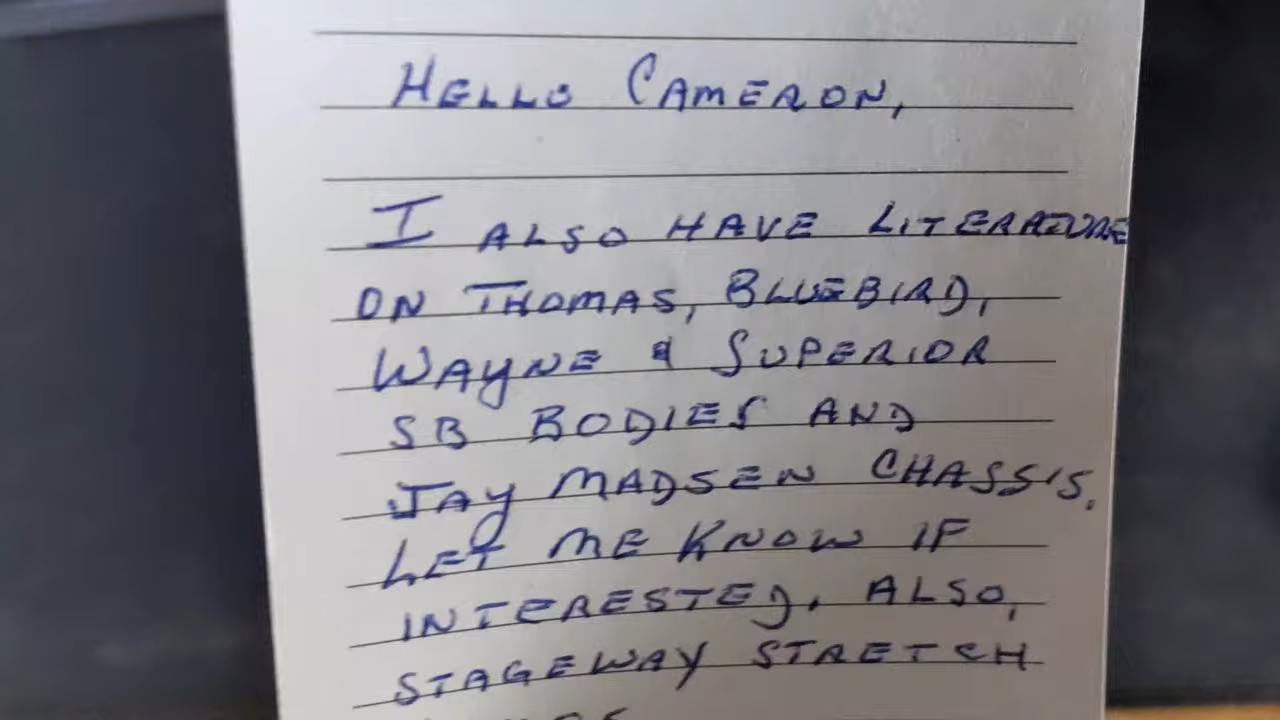 HELLO CAMERON,
I ALSO HAVE LITERATURE
ON THOMAS, BLUEBIRD,
WAYNE & SUPERIOR
SB BODIES AND
JAY MADSEN CHASSIS.
LET ME KNOW IF
INTERESTED. ALSO,
STAGEWAY STRETCH